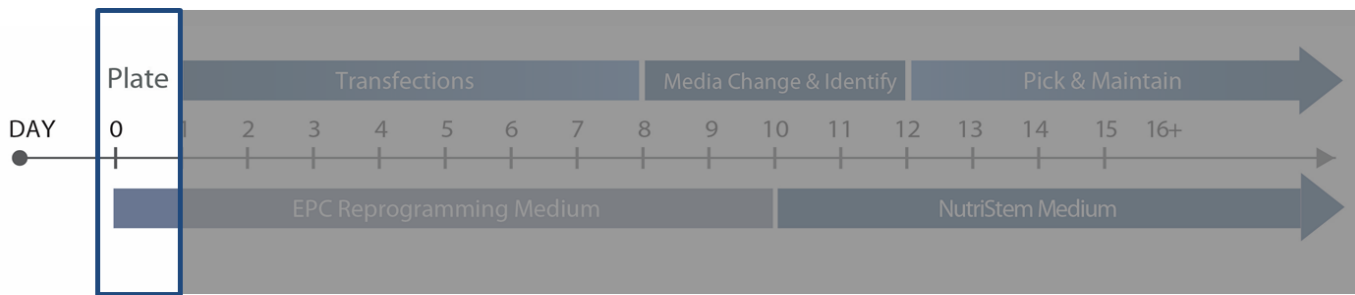 Plate Transfections Media Change & Identify Pick & Maintain
DAY 0 1 2 3 4 5 6 7 8 9 10 11 12 13 14 15 16+
EPC Reprogramming Medium NutriStem Medium